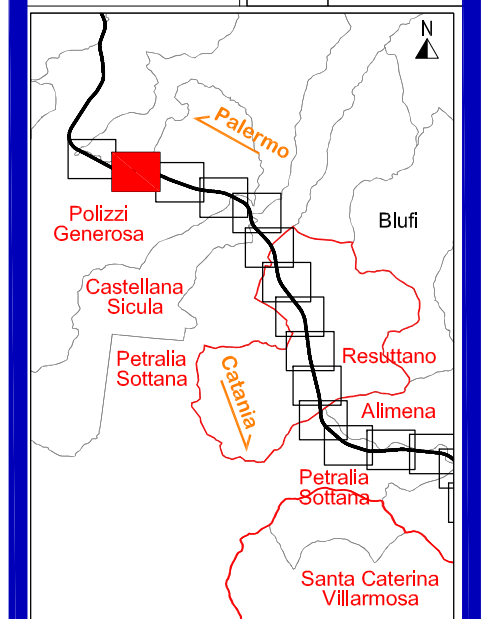 N
Palermo
Polizzi
Generosa
Blufi
Castellana
Sicula
Petralia
Sottana
Catania
Resuttano
Alimena
Petralia
Sottana
Santa Caterina
Villarmosa